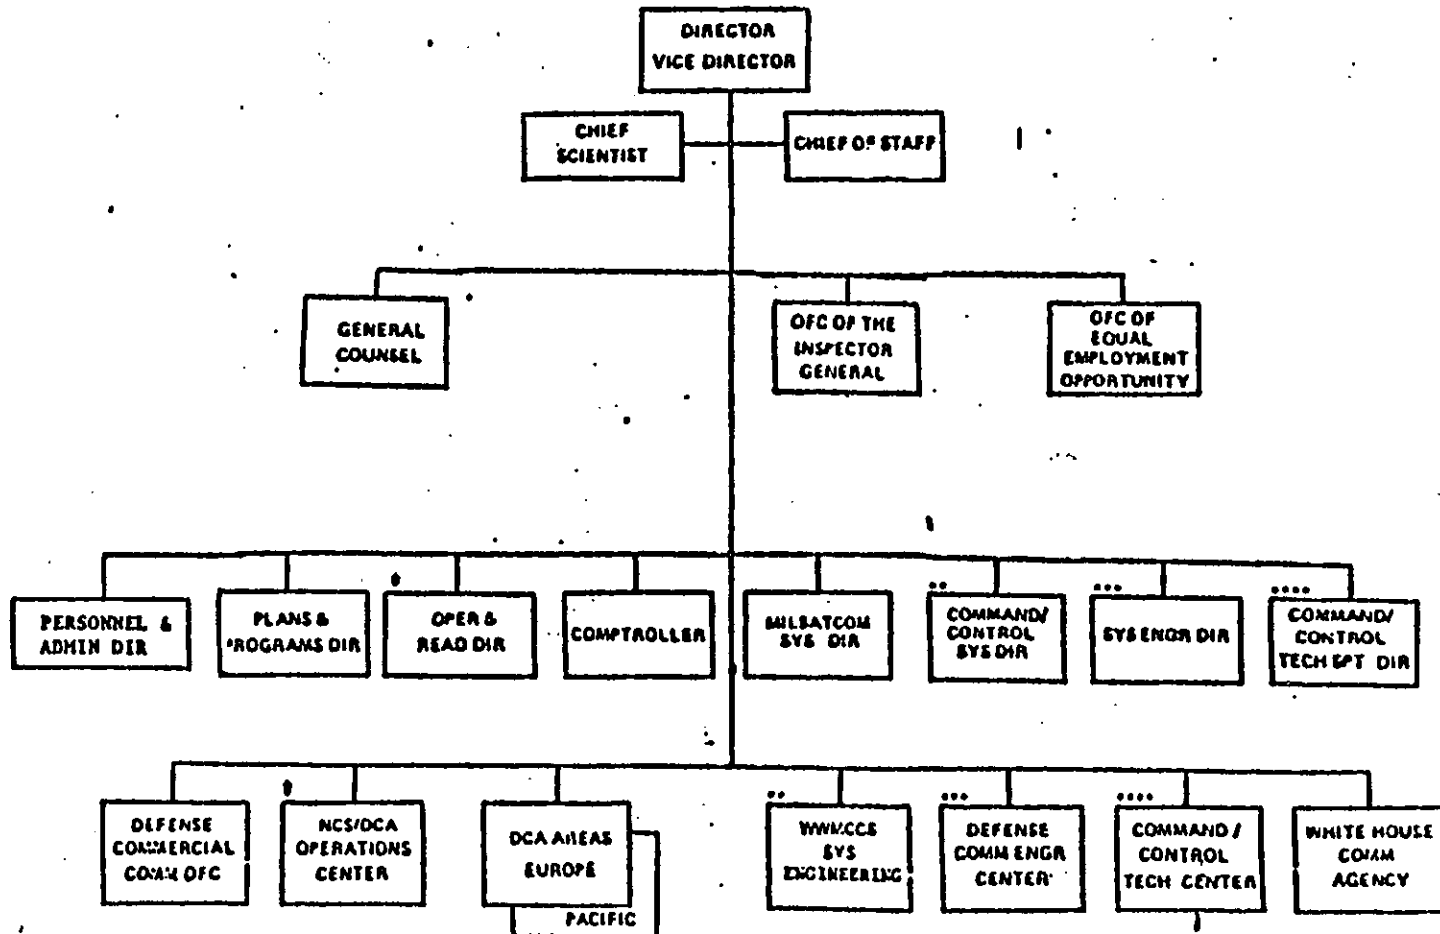 DIRECTOR
VICE DIRECTOR
CHIEF
SCIENTIST
CHIEF OF STAFF
GENERAL
COUNSEL
OFC OF THE
INSPECTOR
GENERAL
OFC OF
EQUAL
EMPLOYMENT
OPPORTUNITY
PERSONNEL &
ADMIN DIR
PLANS &
PROGRAMS DIR
*
OPER &
READ DIR
COMPTROLLER
MILSATCOM
SYS DIR
**
COMMAND/
CONTROL
SYS DIR
***
SYS ENGR DIR
****
COMMAND/
CONTROL
TECH SPT DIR
DEFENSE
COMMERCIAL
COMM OFC
*
NCS/DCA
OPERATIONS
CENTER
DCA AREAS
EUROPE
PACIFIC
**
WWMCCS
SYS
ENGINEERING
***
DEFENSE
COMM ENGR
CENTER
****
COMMAND /
CONTROL
TECH CENTER
WHITE HOUSE
COMM
AGENCY